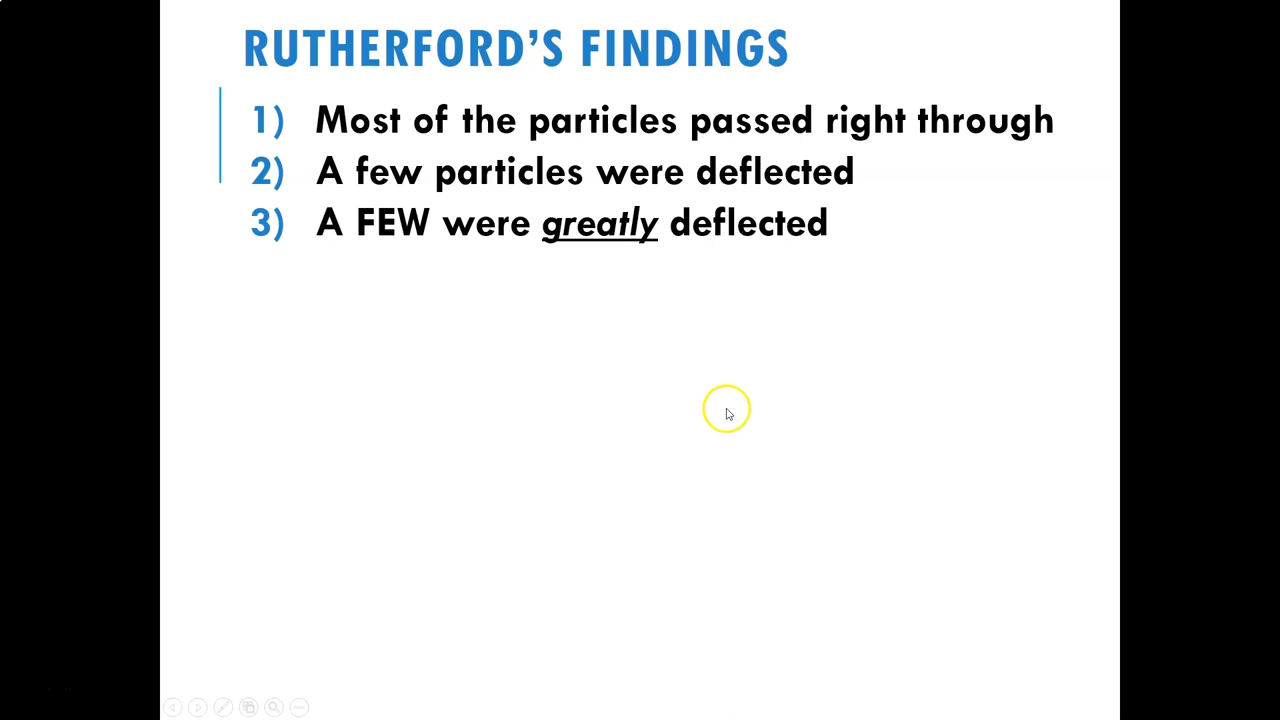 RUTHERFORD'S FINDINGS
1) Most of the particles passed right through
2) A few particles were deflected
3) A FEW were greatly deflected